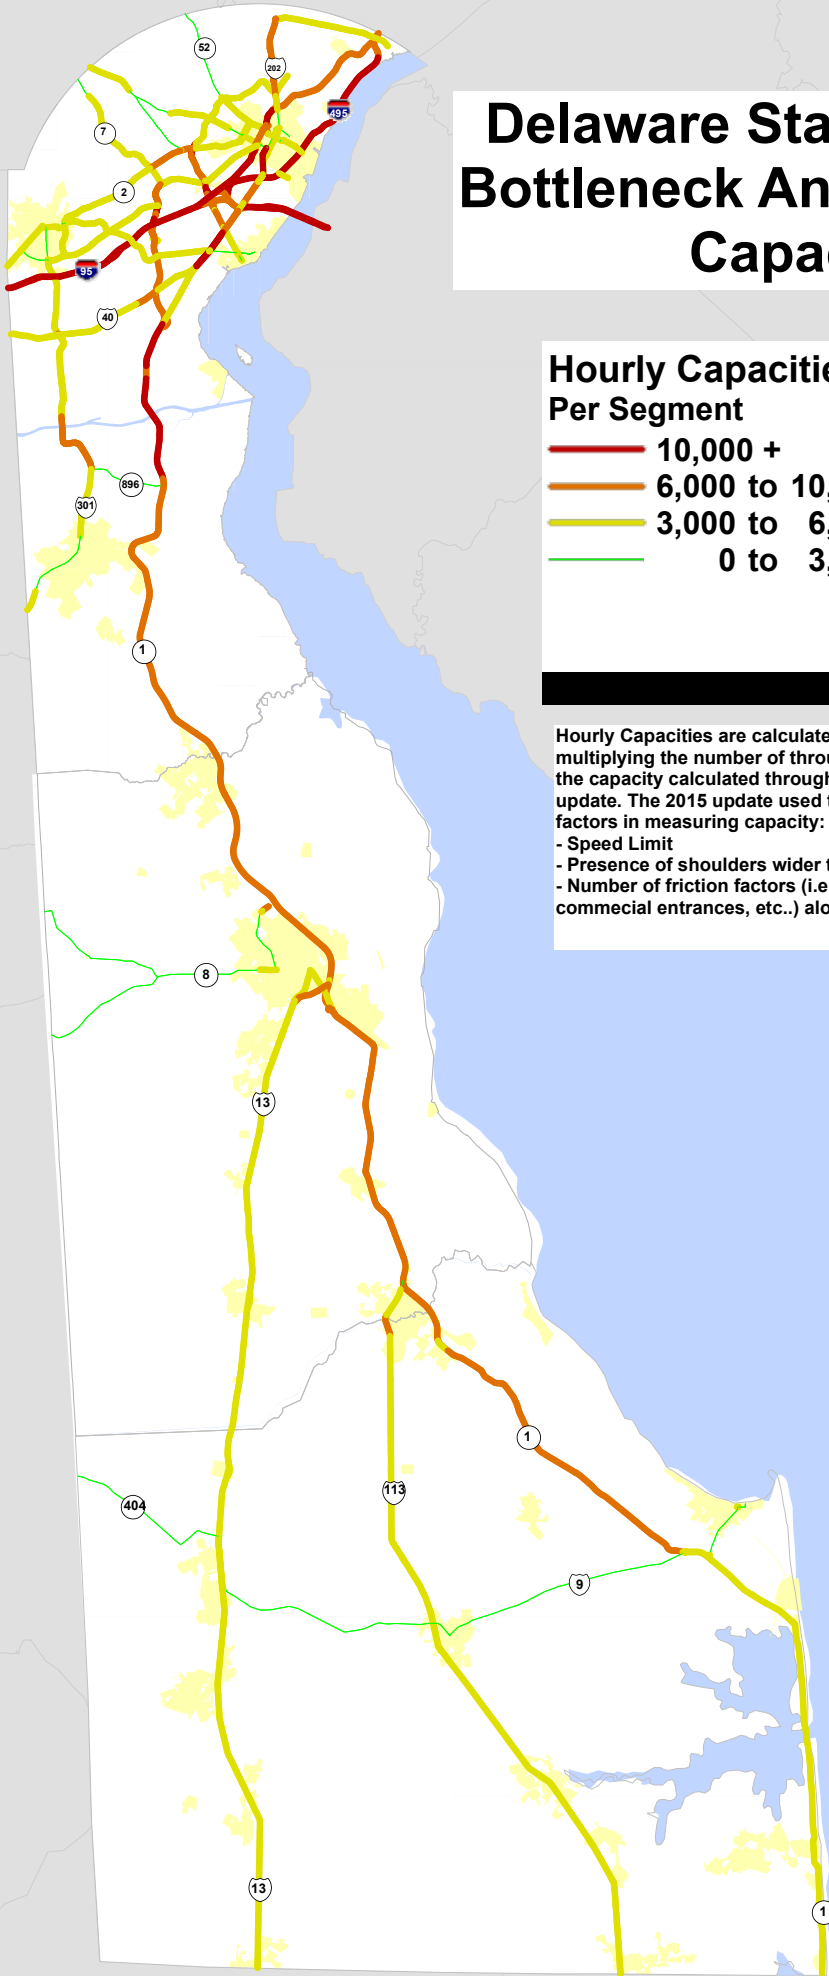 Delaware Sta
Bottleneck An
Capa
Hourly Capacitie
Per Segment
10,000 +
6,000 to 10,
3,000 to 6,
0 to 3,
Hourly Capacities are calculate
multiplying the number of throu
the capacity calculated through
update. The 2015 update used t
factors in measuring capacity:
- Speed Limit
- Presence of shoulders wider t
- Number of friction factors (i.e
commecial entrances, etc..) alo
52
202
495
7
2
95
40
896
301
1
8
13
1
113
404
9
13
1